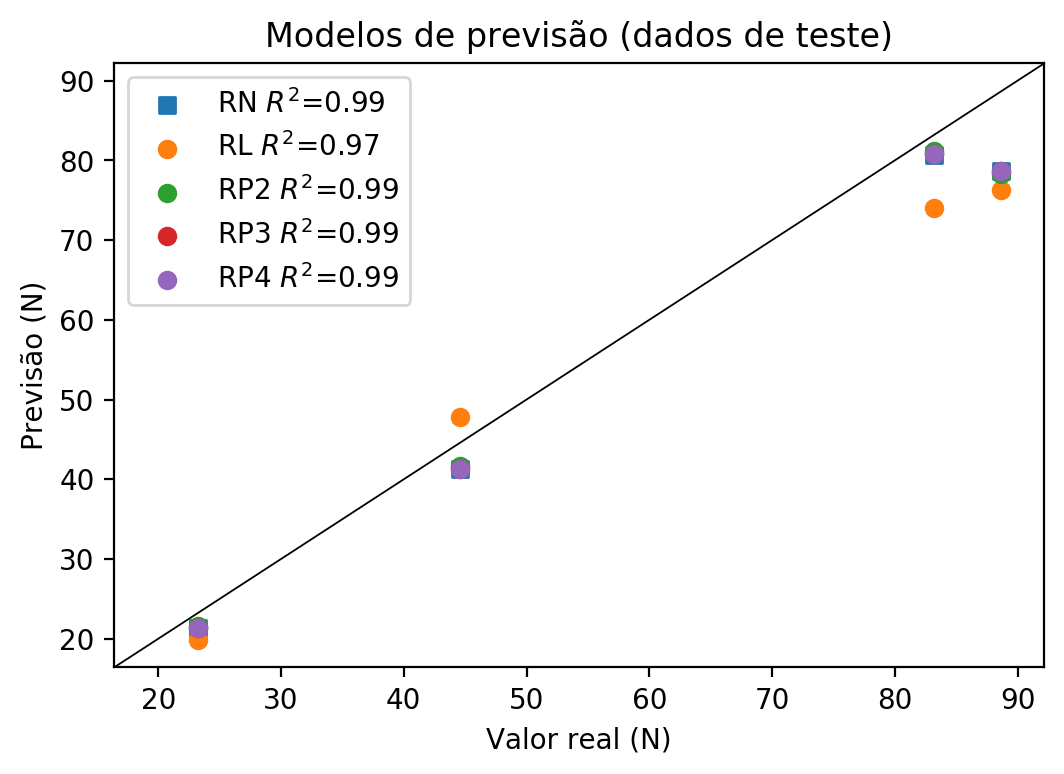 Modelos de previsão (dados de teste)
RN R²=0.99
RL R²=0.97
RP2 R²=0.99
RP3 R²=0.99
RP4 R²=0.99
90
80
70
60
50
40
30
20
Previsão (N)
20 30 40 50 60 70 80 90
Valor real (N)